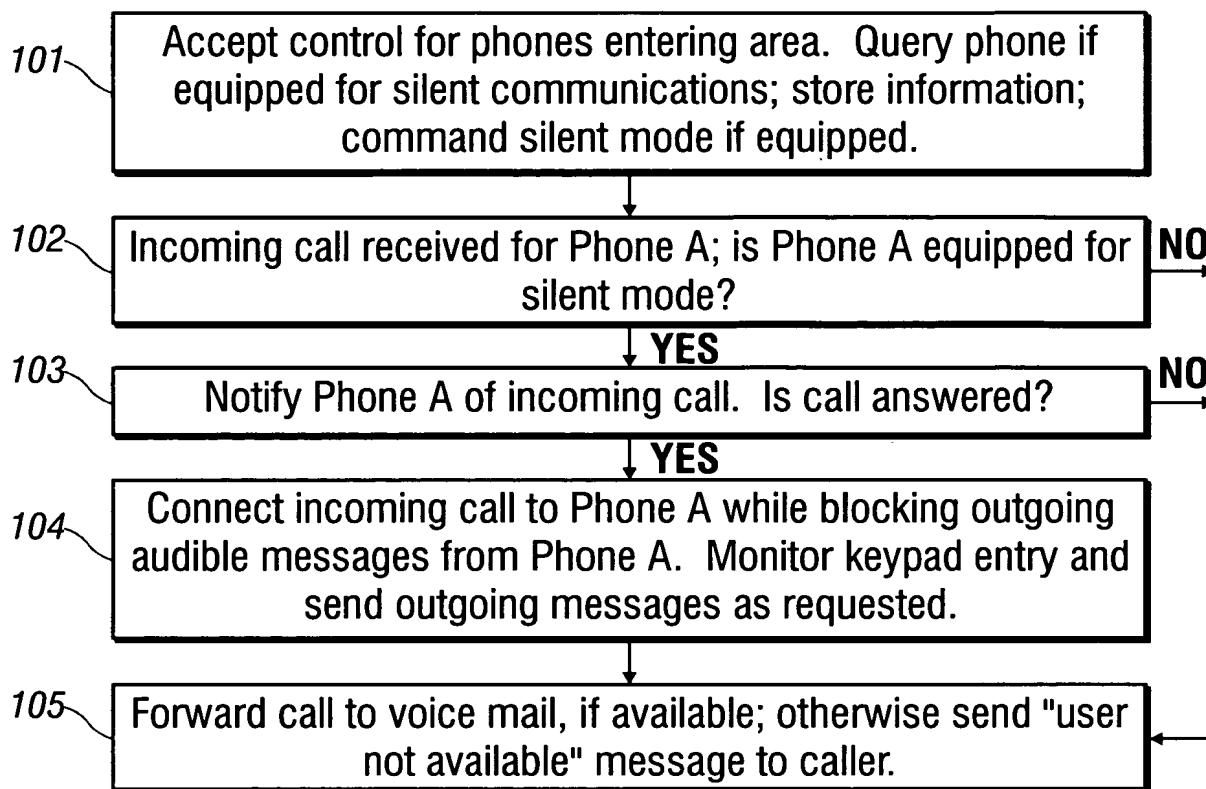 101
Accept control for phones entering area. Query phone if
equipped for silent communications; store information;
command silent mode if equipped.
102
Incoming call received for Phone A; is Phone A equipped for
silent mode?
NO
YES
103
Notify Phone A of incoming call. Is call answered?
NO
YES
104
Connect incoming call to Phone A while blocking outgoing
audible messages from Phone A. Monitor keypad entry and
send outgoing messages as requested.
105
Forward call to voice mail, if available; otherwise send "user
not available" message to caller.